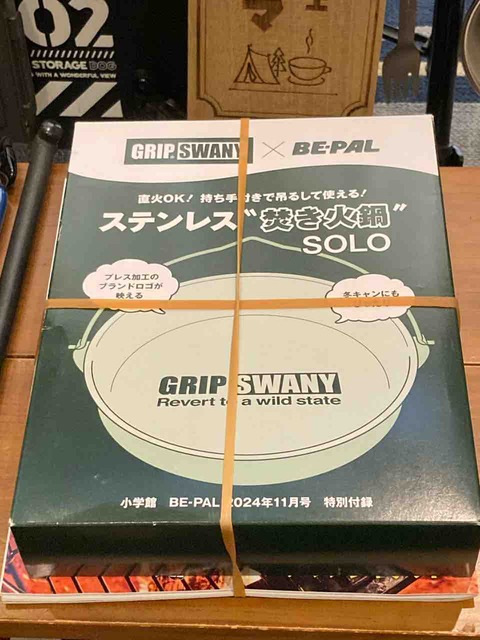 02
STORAGE BOX
WITH A WONDERFUL VIEW
GRIP SWANY × BE-PAL
直火OK! 持ち手付きで吊るして使える!
ステンレス"焚き火鍋"
SOLO
プレス加工の
ブランドロゴが
映える
冬キャンにも
GRIP SWANY
Revert to a wild state
小学館 BE-PAL 2024年11月号 特別付録